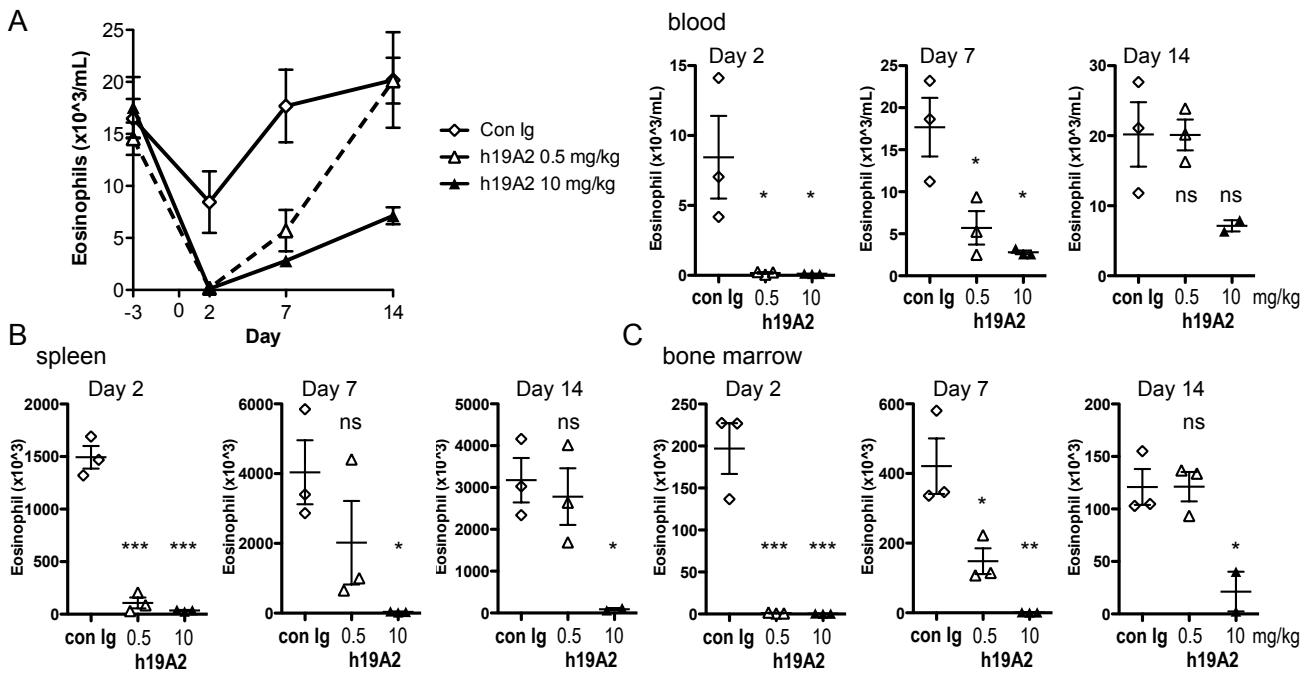 A
Eosinophils (x10^3/mL)
25
20
15
10
5
0
-3 0 2 7 14
Day
Con Ig
h19A2 0.5 mg/kg
h19A2 10 mg/kg
blood
Day 2
Eosinophil (x10^3/mL)
15
10
5
0
* *
con Ig 0.5 10
h19A2
Day 7
Eosinophil (x10^3/mL)
25
20
15
10
5
0
* *
con Ig 0.5 10
h19A2
Day 14
Eosinophil (x10^3/mL)
30
20
10
0
ns ns
con Ig 0.5 10 mg/kg
h19A2
B
spleen
Day 2
Eosinophil (x10^3)
2000
1500
1000
500
0
*** ***
con Ig 0.5 10
h19A2
Day 7
Eosinophil (x10^3)
6000
4000
2000
0
ns *
con Ig 0.5 10
h19A2
Day 14
Eosinophil (x10^3)
5000
4000
3000
2000
1000
0
ns *
con Ig 0.5 10
h19A2
C
bone marrow
Day 2
Eosinophil (x10^3)
250
200
150
100
50
0
*** ***
con Ig 0.5 10
h19A2
Day 7
Eosinophil (x10^3)
600
400
200
0
* **
con Ig 0.5 10
h19A2
Day 14
Eosinophil (x10^3)
200
150
100
50
0
ns *
con Ig 0.5 10 mg/kg
h19A2